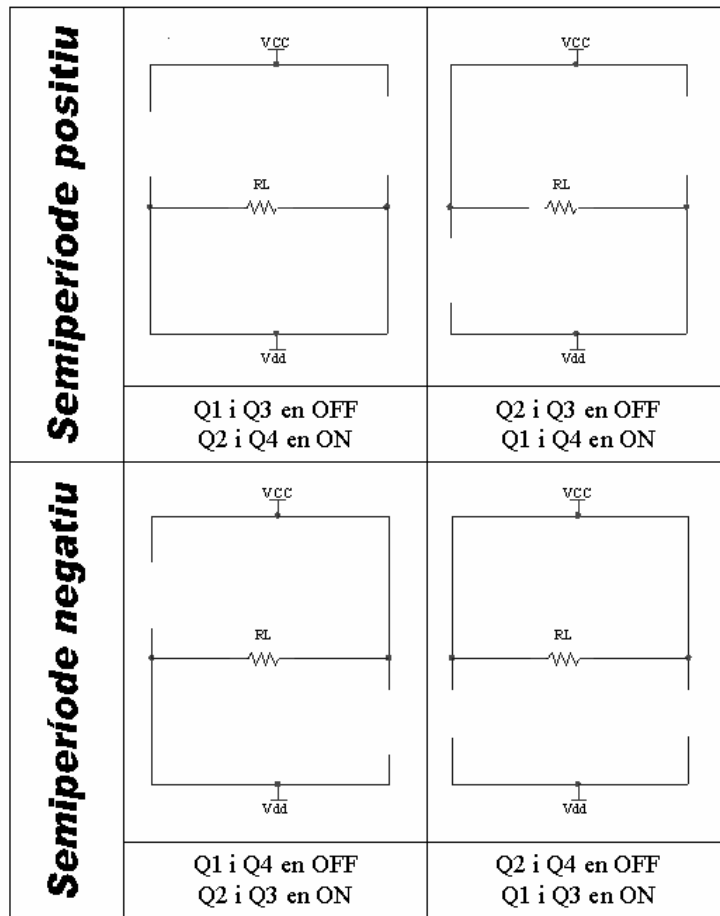 Semiperíode positiu
VCC
RL
Vdd
VCC
RL
Vdd
Q1 i Q3 en OFF
Q2 i Q4 en ON
Q2 i Q3 en OFF
Q1 i Q4 en ON
Semiperíode negatiu
VCC
RL
Vdd
VCC
RL
Vdd
Q1 i Q4 en OFF
Q2 i Q3 en ON
Q2 i Q4 en OFF
Q1 i Q3 en ON